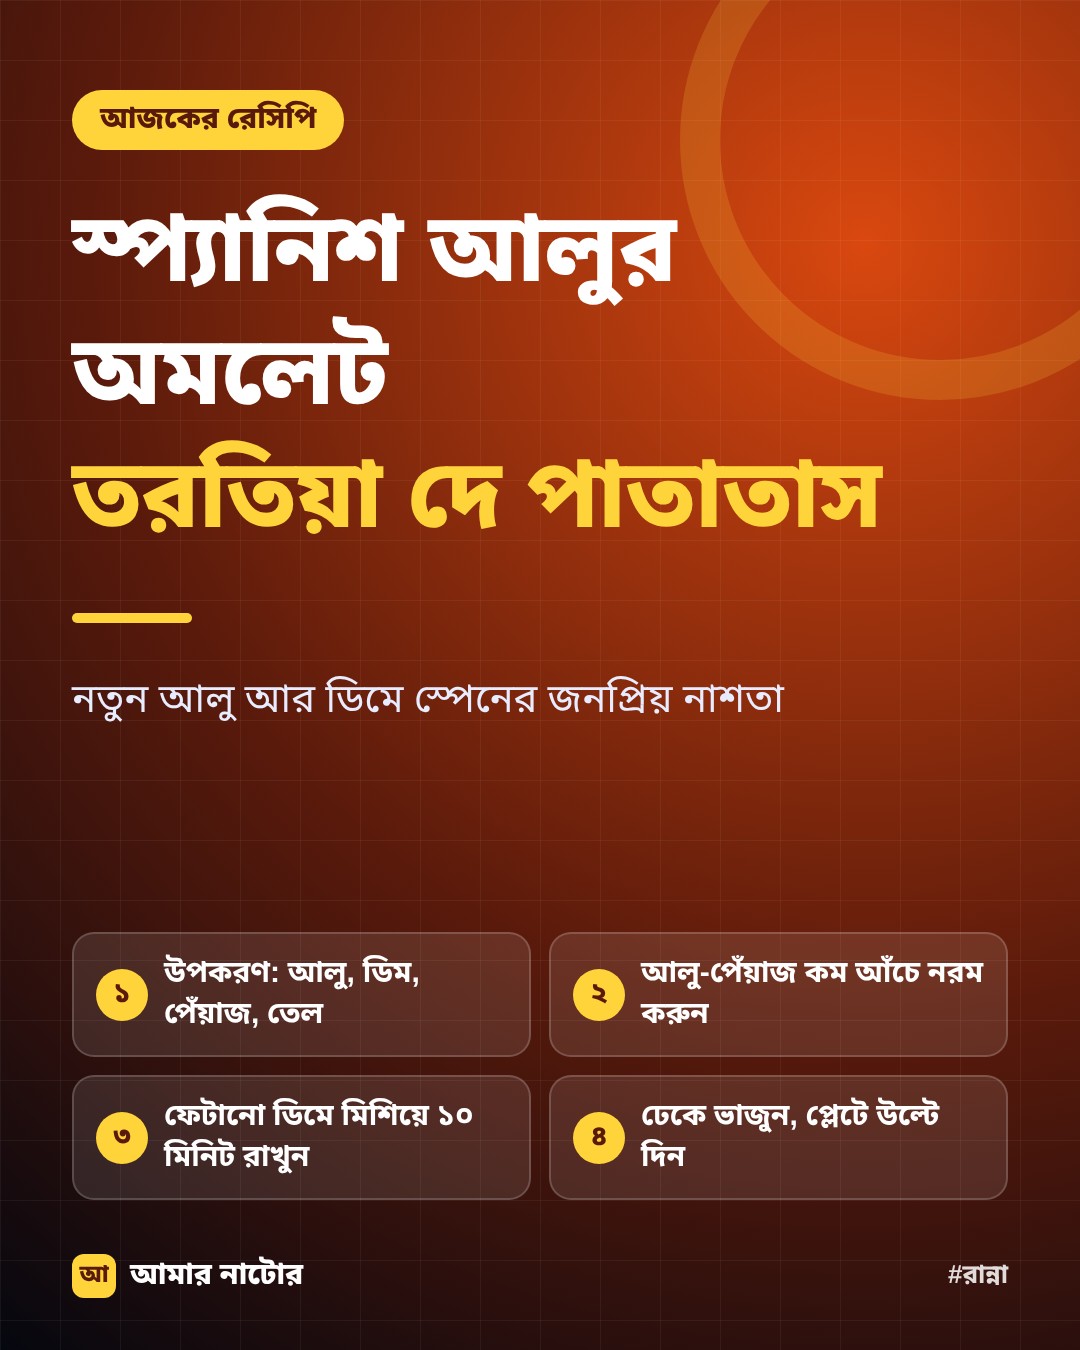 আজকের রেসিপি
স্প্যানিশ আলুর
অমলেট
তরতিয়া দে পাতাতাস
নতুন আলু আর ডিমে স্পেনের জনপ্রিয় নাশতা
১
উপকরণ: আলু, ডিম,
পেঁয়াজ, তেল
২
আলু-পেঁয়াজ কম আঁচে নরম
করুন
৩
ফেটানো ডিমে মিশিয়ে ১০
মিনিট রাখুন
৪
ঢেকে ভাজুন, প্লেটে উল্টে
দিন
আ আমার নাটোর
#রান্না